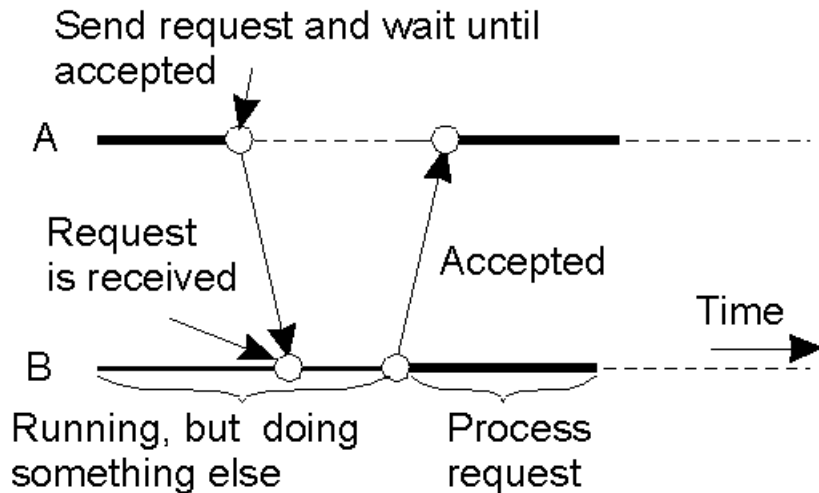 Send request and wait until
accepted
A
Request
is received
Accepted
Time
B
Running, but doing
something else
Process
request